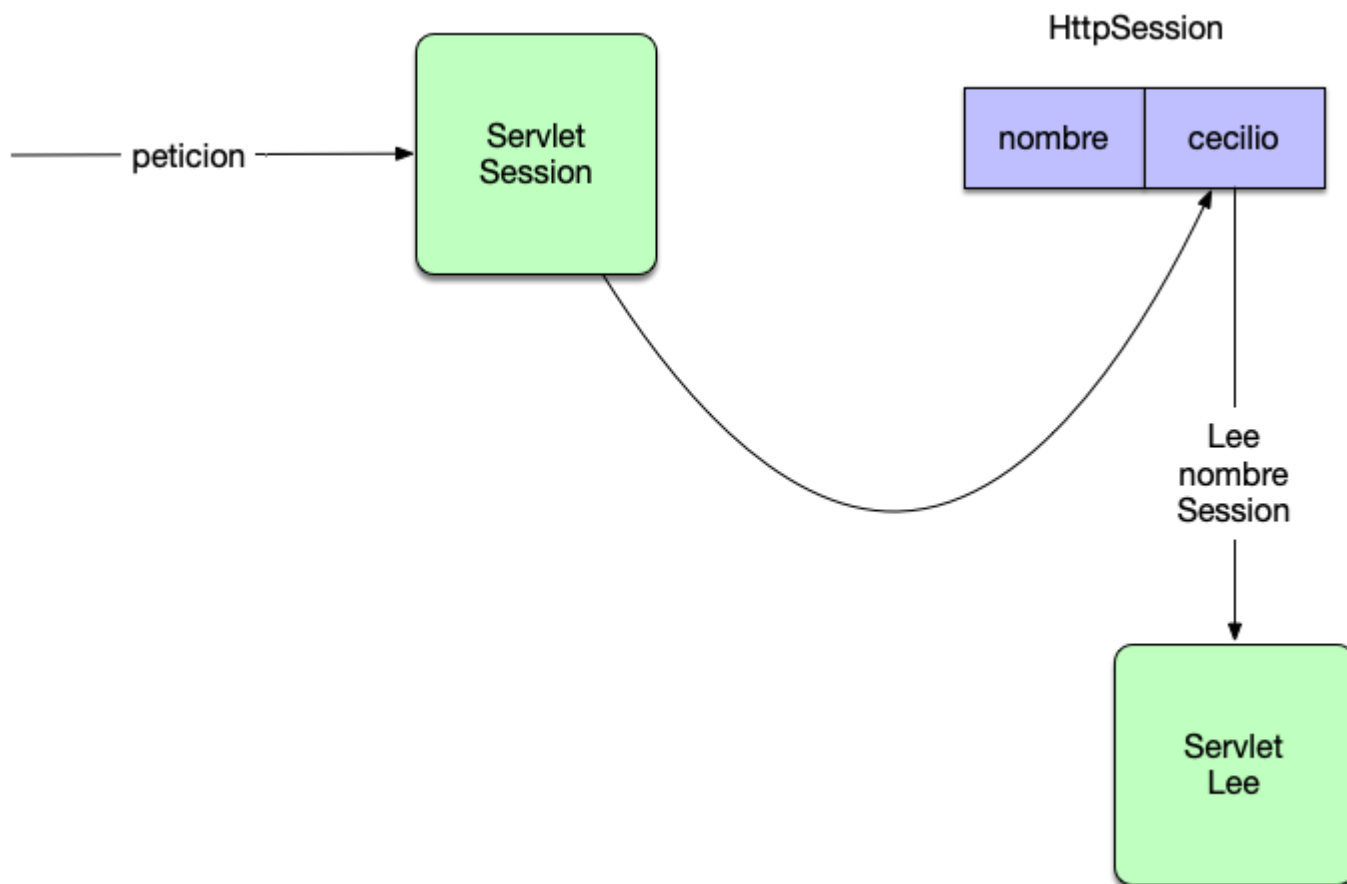 HttpSession
peticion
Servlet
Session
nombre
cecilio
Lee
nombre
Session
Servlet
Lee